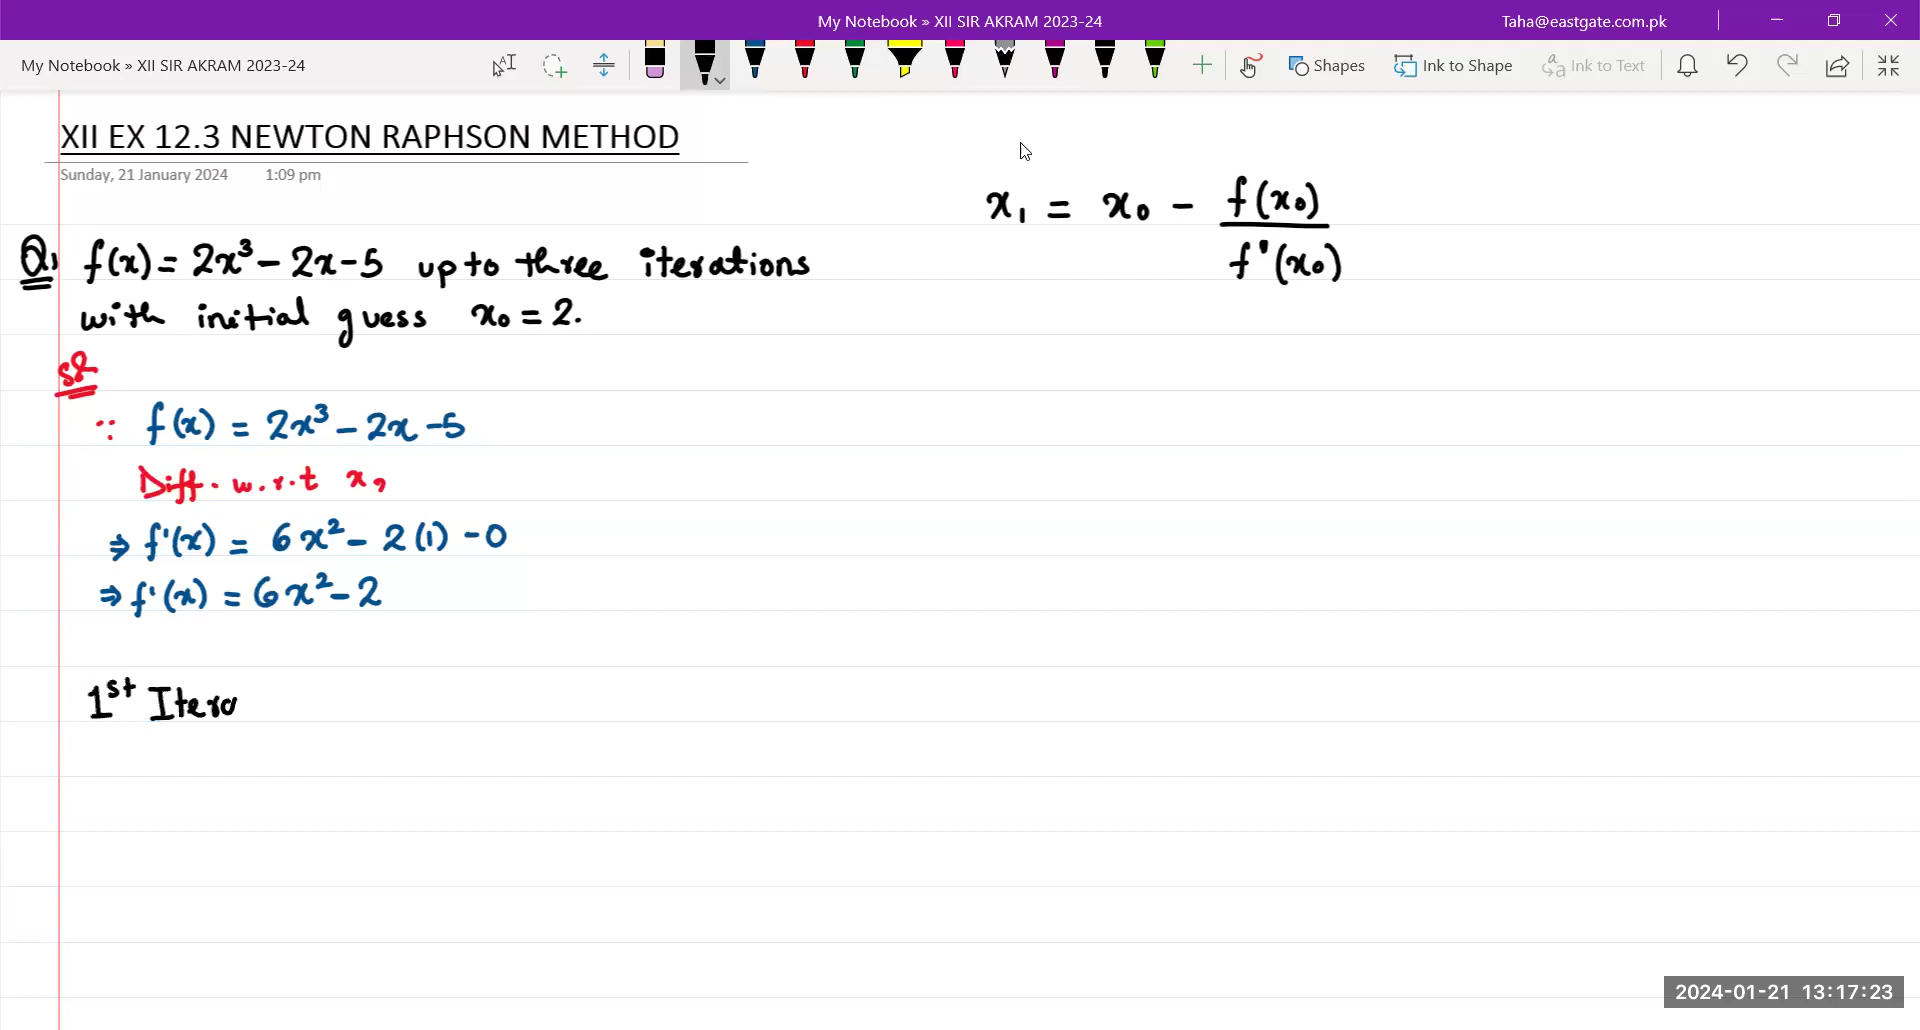 My Notebook » XII SIR AKRAM 2023-24
Taha@eastgate.com.pk
My Notebook » XII SIR AKRAM 2023-24
Shapes
Ink to Shape
Ink to Text
XII EX 12.3 NEWTON RAPHSON METHOD
Sunday, 21 January 2024 1:09 pm
x₁ = x₀ - f(x₀) / f'(x₀)
Q1 f(x) = 2x³ - 2x - 5 upto three iterations
with initial guess x₀ = 2.
Sol
∵ f(x) = 2x³ - 2x - 5
Diff. w.r.t x,
⇒ f'(x) = 6x² - 2(1) - 0
⇒ f'(x) = 6x² - 2
1st Itera
2024-01-21 13:17:23